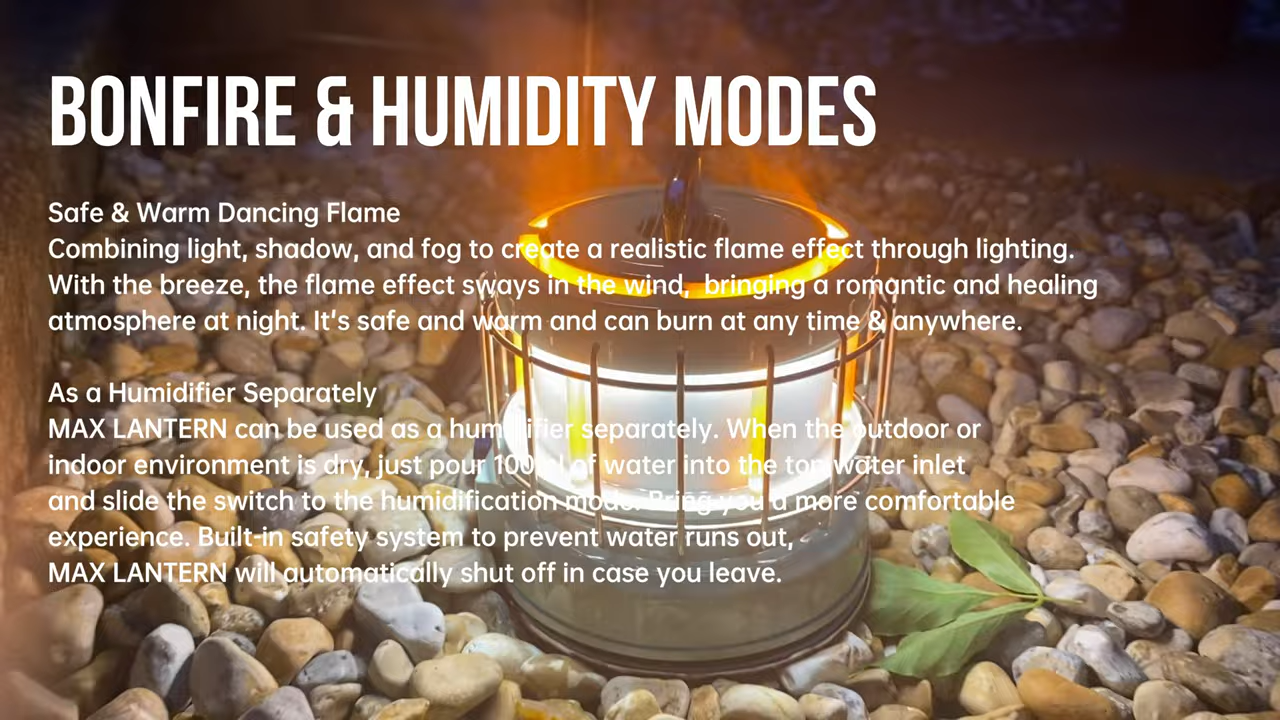 BONFIRE & HUMIDITY MODES
Safe & Warm Dancing Flame
Combining light, shadow, and fog to create a realistic flame effect through lighting.
With the breeze, the flame effect sways in the wind, bringing a romantic and healing
atmosphere at night. It's safe and warm and can burn at any time & anywhere.
As a Humidifier Separately
MAX LANTERN can be used as a humidifier separately. When the outdoor or
indoor environment is dry, just pour of water into the top water inlet
and slide the switch to the humidification mode. Bring you a more comfortable
experience. Built-in safety system to prevent water runs out,
MAX LANTERN will automatically shut off in case you leave.